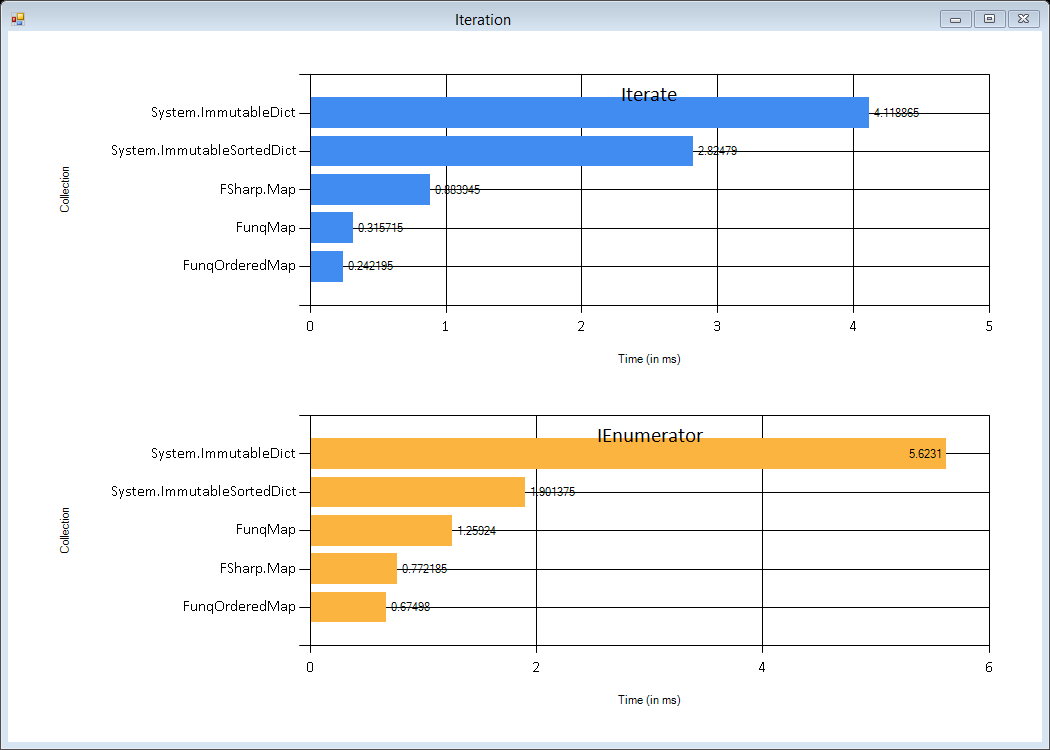 Iteration
Iterate
System.ImmutableDict 4.118865
System.ImmutableSortedDict 2.82479
FSharp.Map 0.883945
FunqMap 0.315715
FunqOrderedMap 0.242195
Collection
0 1 2 3 4 5
Time (in ms)
IEnumerator
System.ImmutableDict 5.6231
System.ImmutableSortedDict 1.901375
FunqMap 1.25924
FSharp.Map 0.772185
FunqOrderedMap 0.67498
Collection
0 2 4 6
Time (in ms)